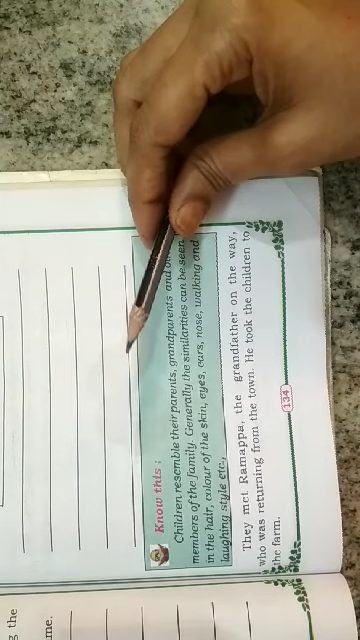 Know this :
Children resemble their parents, grandparents and
members of the family. Generally the similarities can be seen
in the hair, colour of the skin, eyes, ears, nose, walking and
laughing style etc.,
They met Ramappa, the grandfather on the way,
who was returning from the town. He took the children to
the farm.
134
the
me.